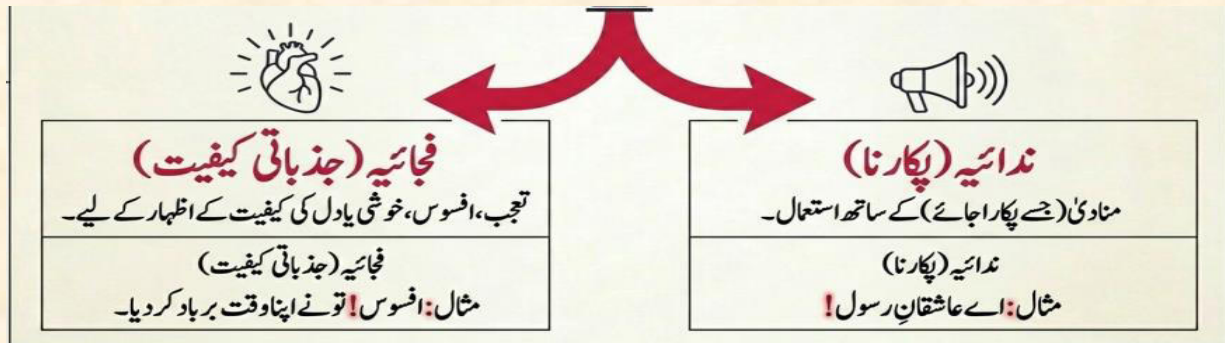 ندائیہ (پکارنا)
منادیٰ (جسے پکارا جائے) کے ساتھ استعمال۔
ندائیہ (پکارنا)
مثال: اے عاشقانِ رسول!
فجائیہ (جذباتی کیفیت)
تعجب، افسوس، خوشی یا دل کی کیفیت کے اظہار کے لیے۔
فجائیہ (جذباتی کیفیت)
مثال: افسوس! تو نے اپنا وقت برباد کر دیا۔